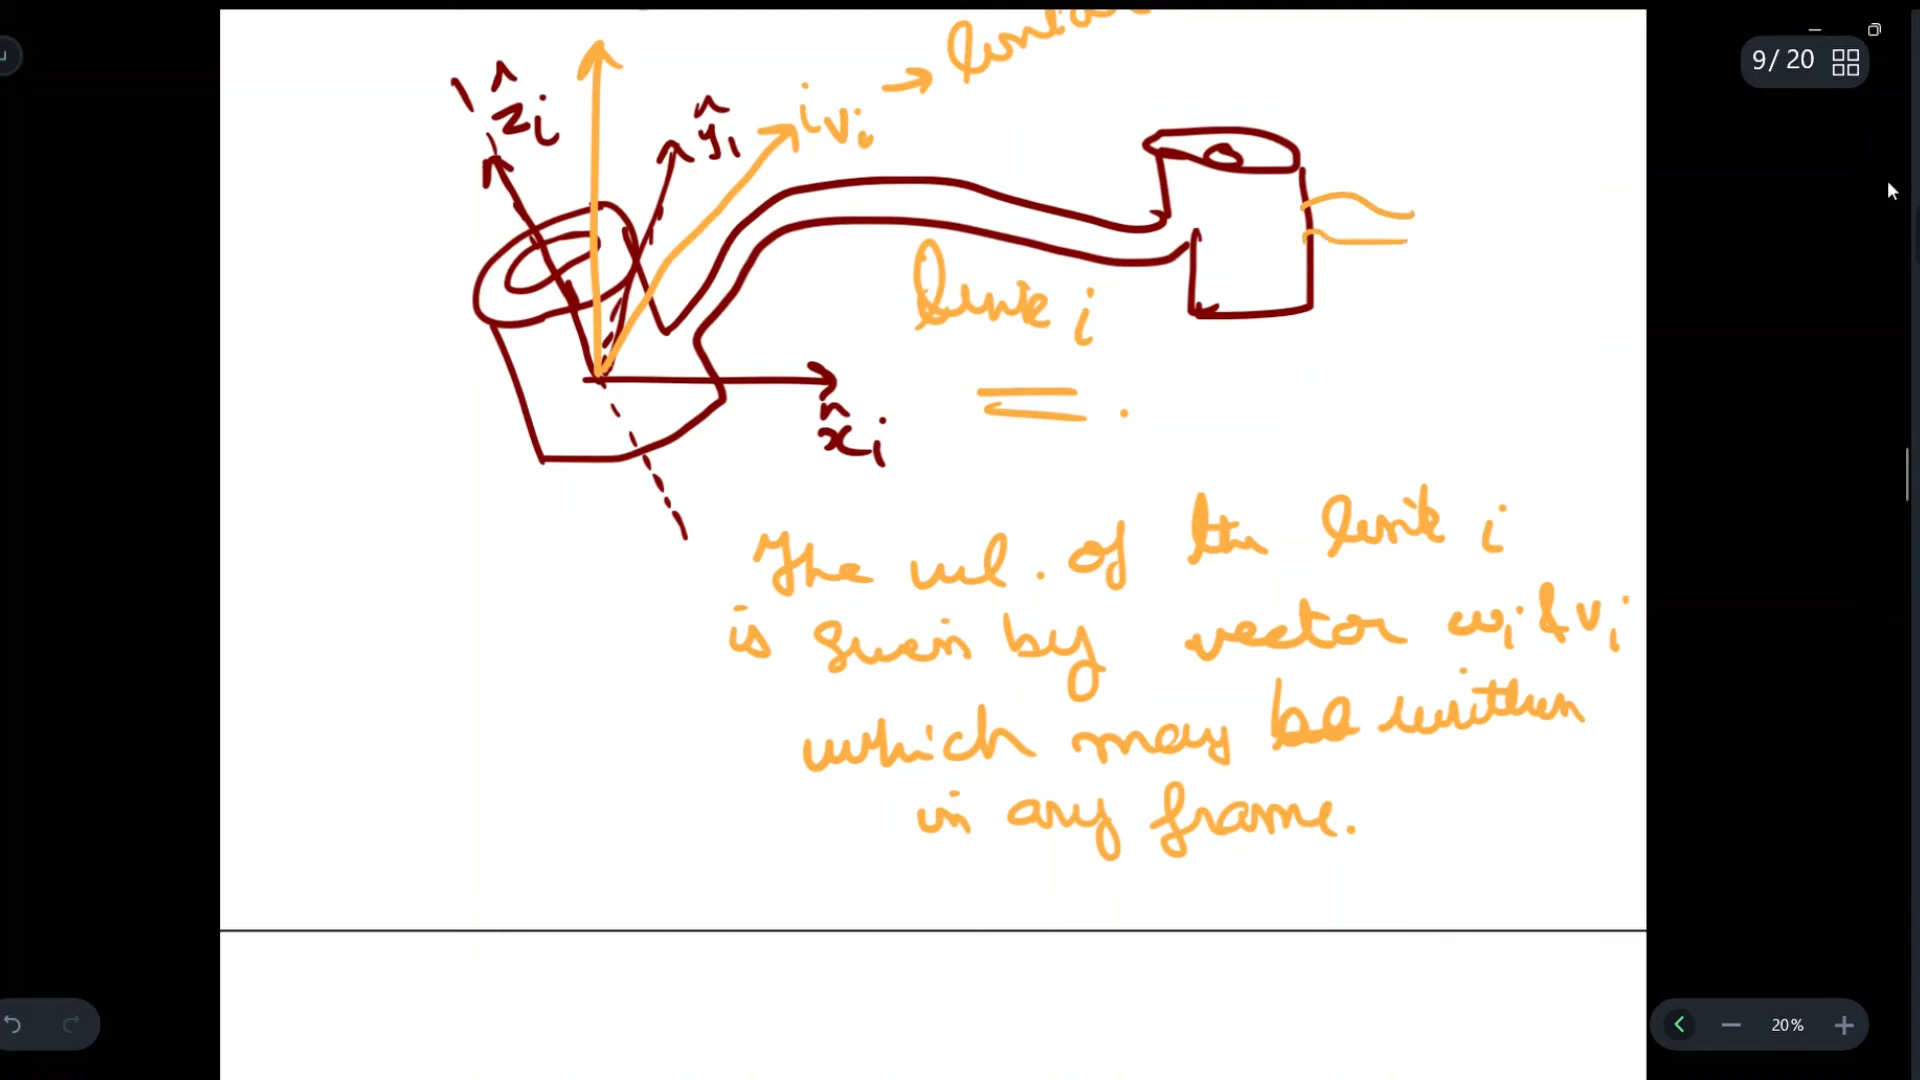 9/ 20
ẑi
ŷi
ivi →
link i
x̂i
The vel. of the link i
is given by vector ωi & vi
which may be written
in any frame.
20%